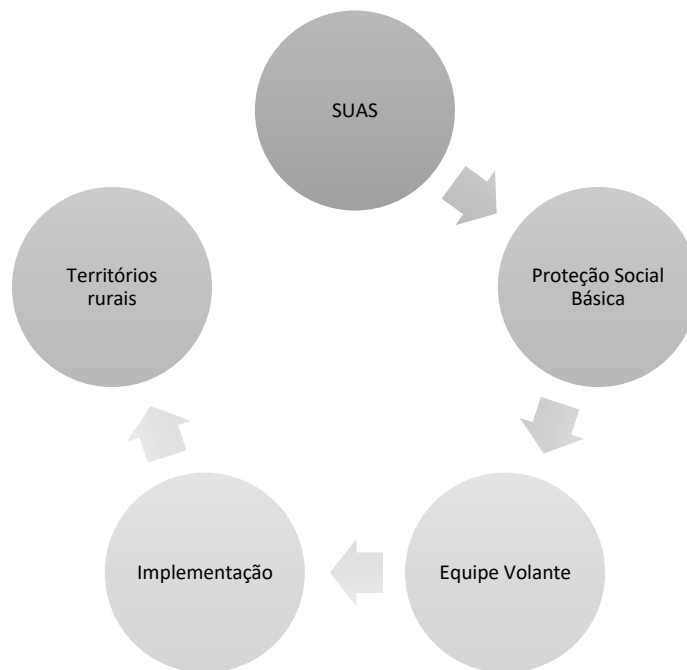 SUAS
Proteção Social
Básica
Equipe Volante
Implementação
Territórios
rurais